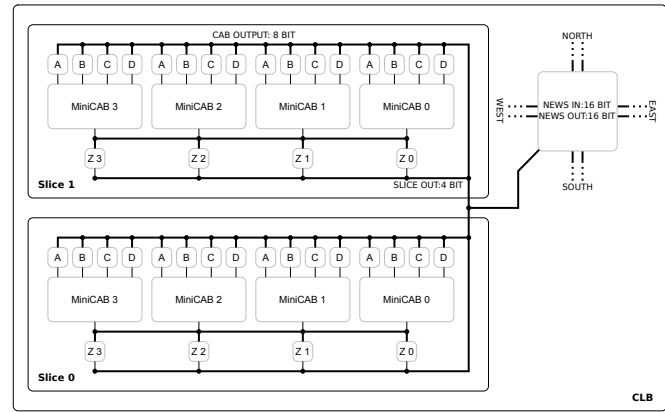 CAB OUTPUT: 8 BIT
A B C D A B C D A B C D A B C D
MiniCAB 3 MiniCAB 2 MiniCAB 1 MiniCAB 0
Z 3 Z 2 Z 1 Z 0
Slice 1
SLICE OUT:4 BIT
NORTH
WEST
NEWS IN:16 BIT
NEWS OUT:16 BIT
EAST
SOUTH
A B C D A B C D A B C D A B C D
MiniCAB 3 MiniCAB 2 MiniCAB 1 MiniCAB 0
Z 3 Z 2 Z 1 Z 0
Slice 0
CLB